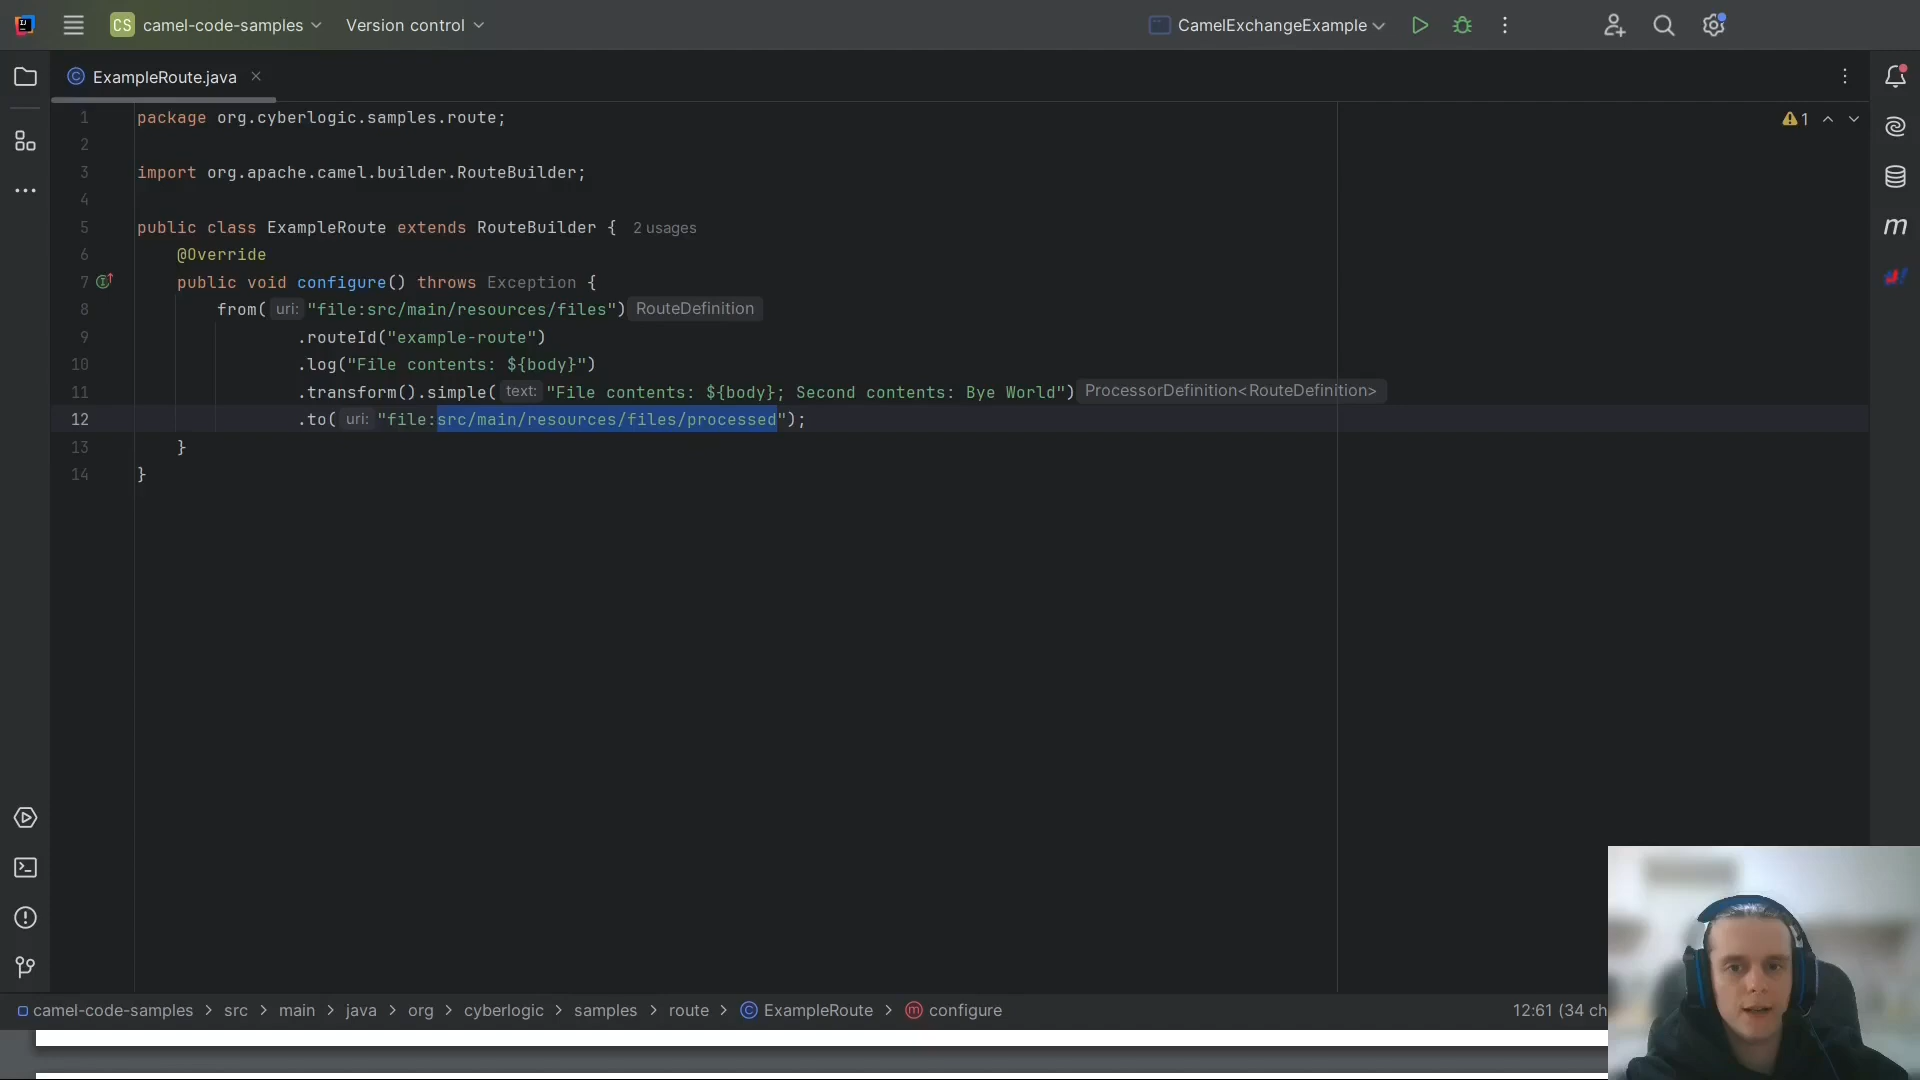 CS camel-code-samples Version control CamelExchangeExample
ExampleRoute.java
1 package org.cyberlogic.samples.route; 1
2
3 import org.apache.camel.builder.RouteBuilder;
4
5 public class ExampleRoute extends RouteBuilder { 2 usages
6 @Override
7 public void configure() throws Exception {
8 from( uri: "file:src/main/resources/files") RouteDefinition
9 .routeId("example-route")
10 .log("File contents: ${body}")
11 .transform().simple( text: "File contents: ${body}; Second contents: Bye World") ProcessorDefinition<RouteDefinition>
12 .to( uri: "file:src/main/resources/files/processed");
13 }
14 }
camel-code-samples > src > main > java > org > cyberlogic > samples > route > ExampleRoute > configure 12:61 (34 ch